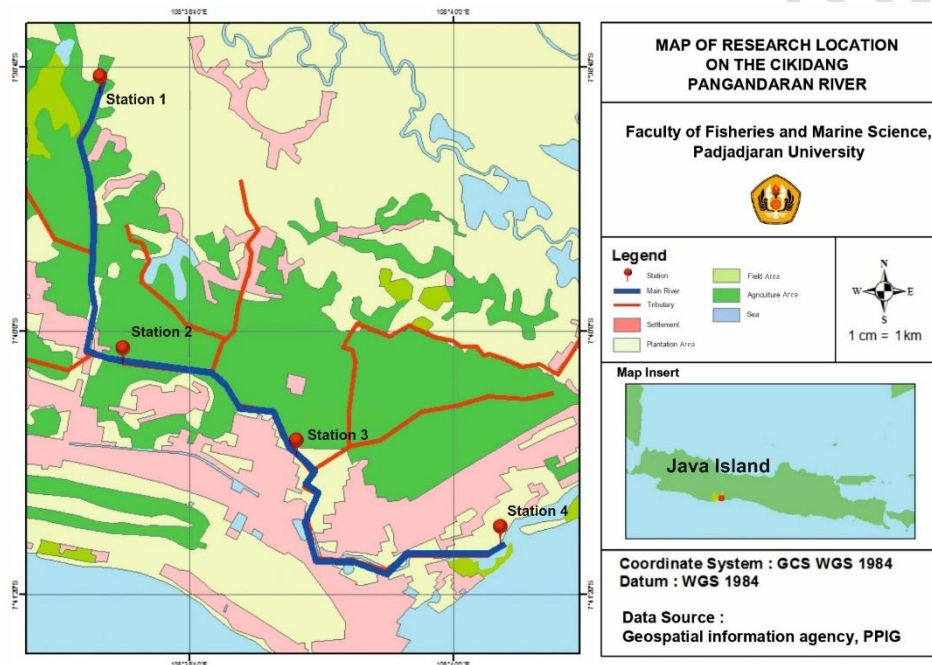 Station 1
Station 2
Station 3
Station 4
MAP OF RESEARCH LOCATION
ON THE CIKIDANG
PANGANDARAN RIVER
Faculty of Fisheries and Marine Science,
Padjadjaran University
Legend
Station
Main River
Tributary
Settlement
Plantation Area
Field Area
Agriculture Area
Sea
N
W E
S
1 cm = 1km
Map Insert
Java Island
Coordinate System : GCS WGS 1984
Datum : WGS 1984
Data Source :
Geospatial information agency, PPIG